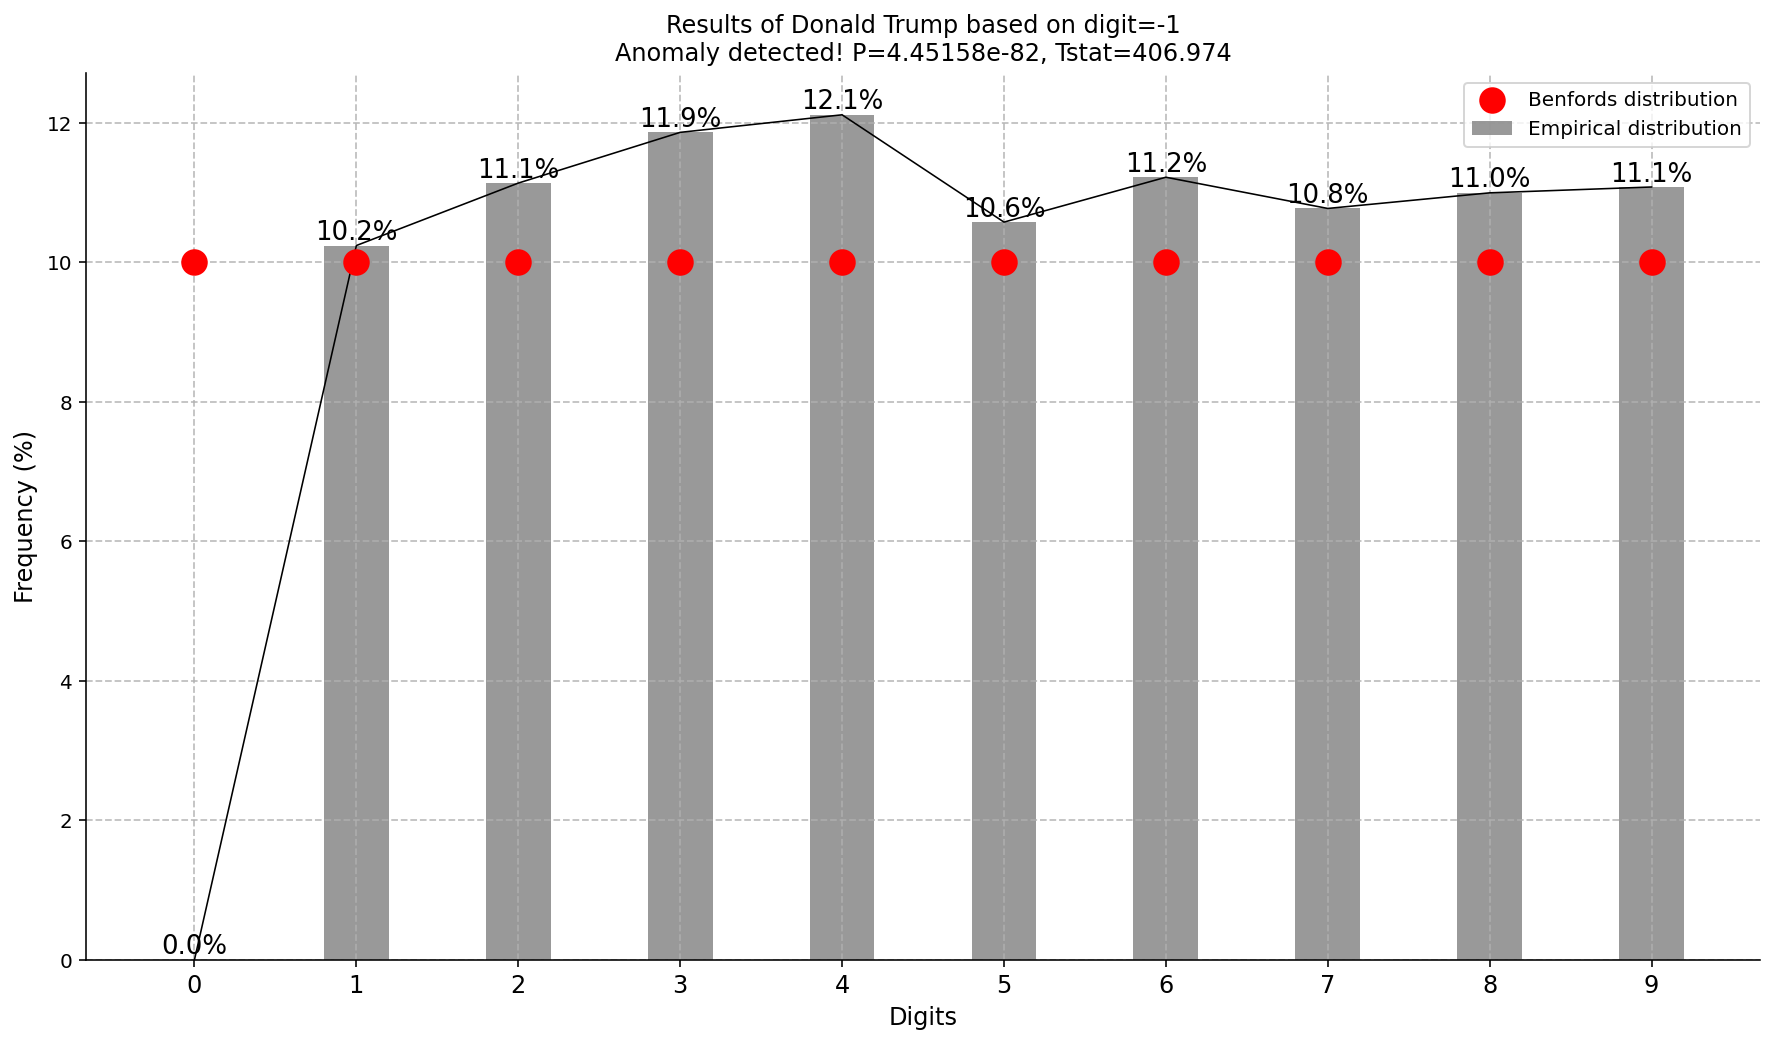 Results of Donald Trump based on digit=-1
Anomaly detected! P=4.45158e-82, Tstat=406.974
Benfords distribution
Empirical distribution
Frequency (%)
12
10
8
6
4
2
0
0.0%
10.2%
11.1%
11.9%
12.1%
10.6%
11.2%
10.8%
11.0%
11.1%
0 1 2 3 4 5 6 7 8 9
Digits